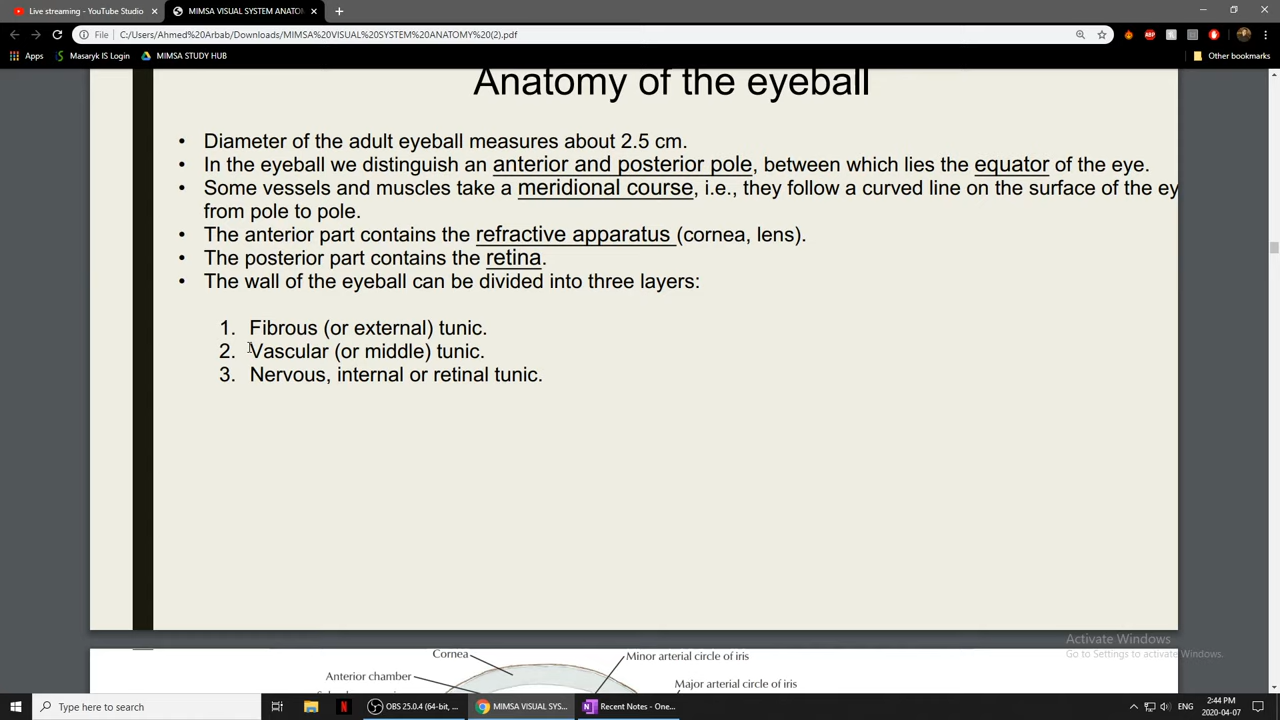 Live streaming - YouTube Studio
MIMSA VISUAL SYSTEM ANATOM
File
C:/Users/Ahmed%20Arbab/Downloads/MIMSA%20VISUAL%20SYSTEM%20ANATOMY%20(2).pdf
ABP
Apps
Masaryk IS Login
MIMSA STUDY HUB
Other bookmarks
Anatomy of the eyeball
• Diameter of the adult eyeball measures about 2.5 cm.
• In the eyeball we distinguish an anterior and posterior pole, between which lies the equator of the eye.
• Some vessels and muscles take a meridional course, i.e., they follow a curved line on the surface of the ey
from pole to pole.
• The anterior part contains the refractive apparatus (cornea, lens).
• The posterior part contains the retina.
• The wall of the eyeball can be divided into three layers:
1. Fibrous (or external) tunic.
2. Vascular (or middle) tunic.
3. Nervous, internal or retinal tunic.
Activate Windows
Go to Settings to activate Windows.
Cornea
Minor arterial circle of iris
Anterior chamber
Major arterial circle of iris
Type here to search
OBS 25.0.4 (64-bit, ...
MIMSA VISUAL SYS...
Recent Notes - One...
ENG
2:44 PM
2020-04-07